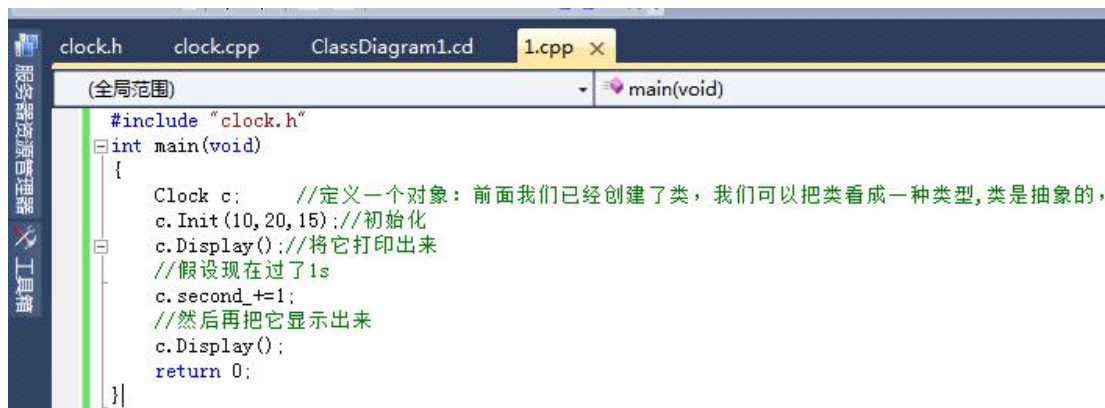 clock.h clock.cpp ClassDiagram1.cd 1.cpp
服务器资源管理器
工具箱
(全局范围) main(void)
#include "clock.h"
int main(void)
{
Clock c; //定义一个对象：前面我们已经创建了类，我们可以把类看成一种类型,类是抽象的，
c.Init(10,20,15);//初始化
c.Display();//将它打印出来
//假设现在过了1s
c.second_+=1;
//然后再把它显示出来
c.Display();
return 0;
}